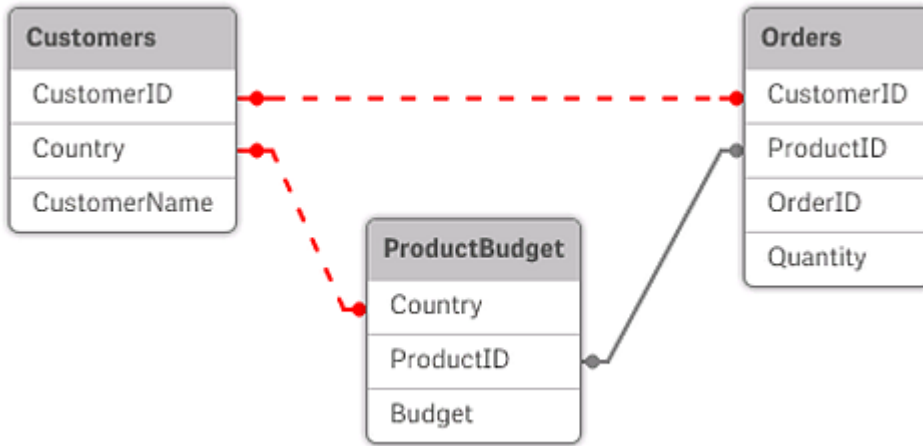 Customers
CustomerID
Country
CustomerName
ProductBudget
Country
ProductID
Budget
Orders
CustomerID
ProductID
OrderID
Quantity